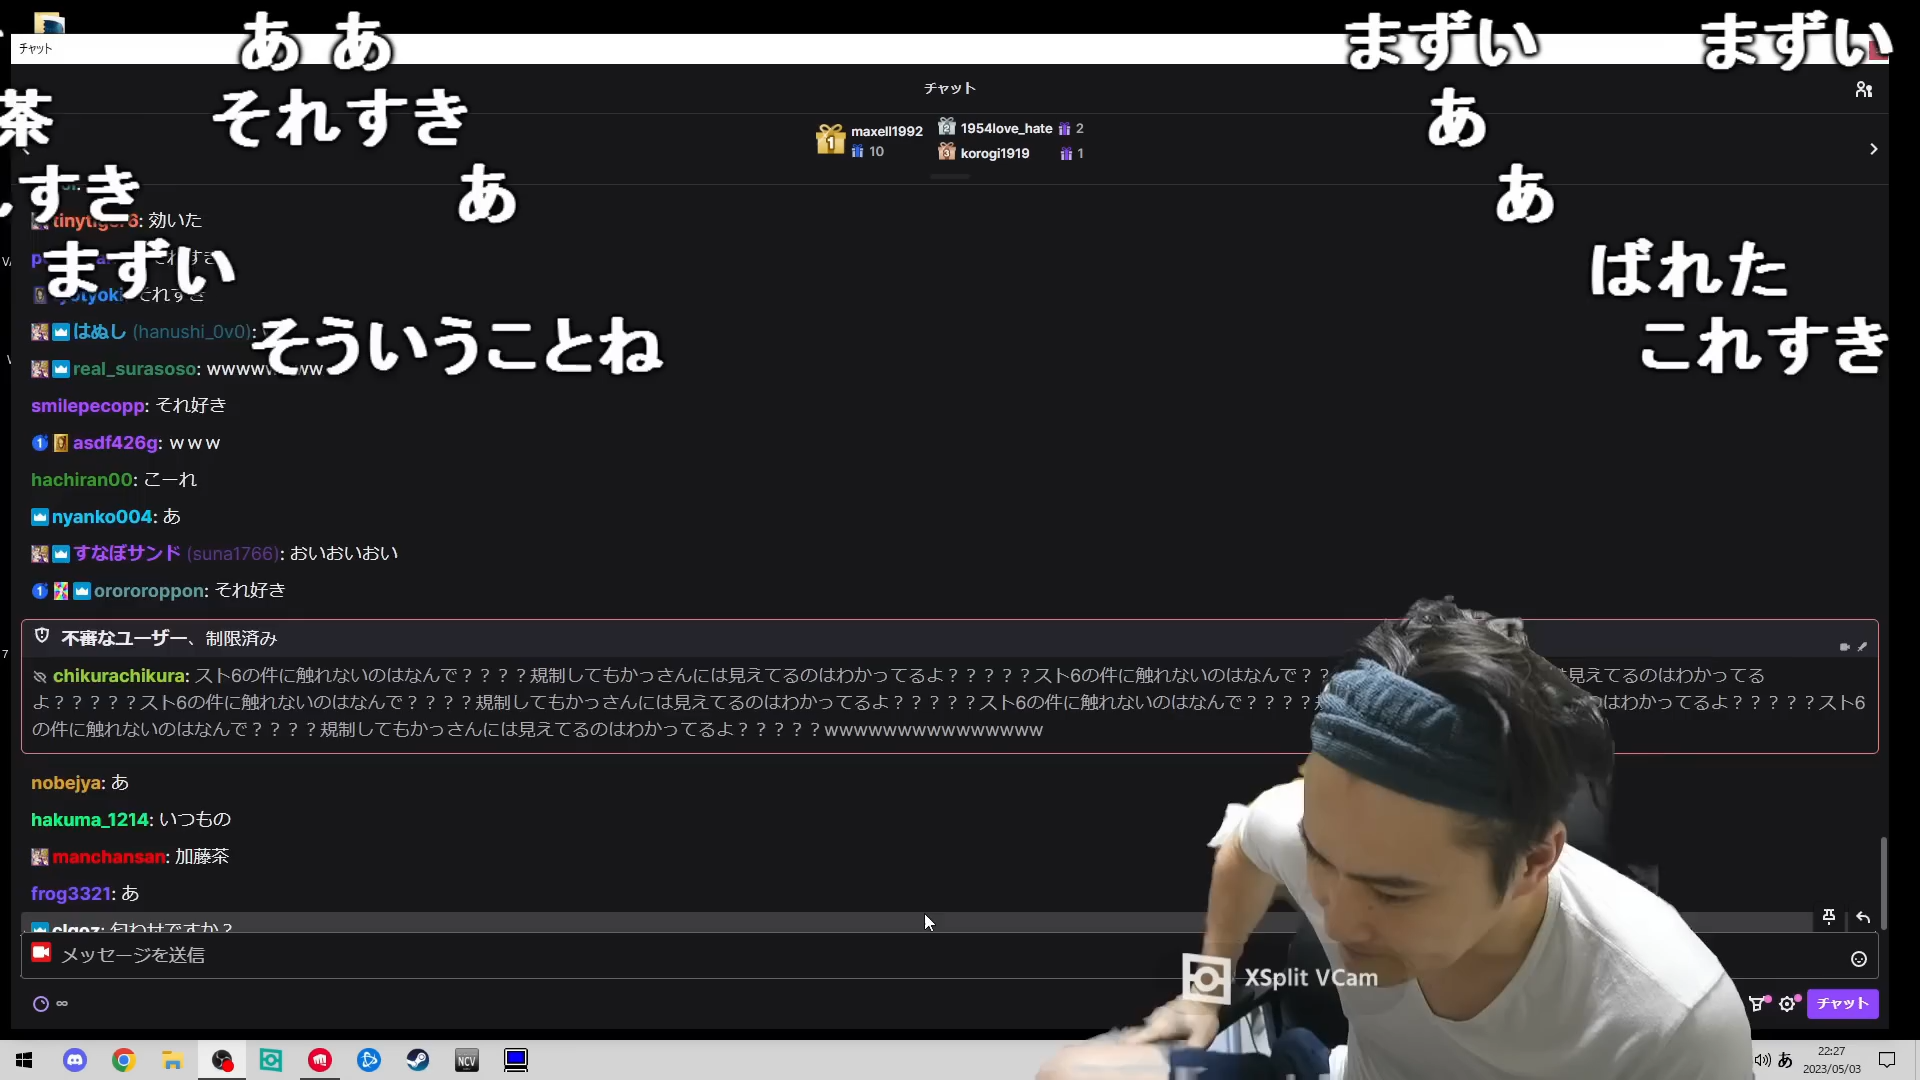 チャット
チャット
maxell1992
10
1954love_hate 2
korogi1919 1
ああ
まずい
まずい
茶
それすき
あ
すき
あ
あ
まずい
ばれた
そういうことね
これすき
効いた
それすき
はぬし (hanushi_0v0):
real_surasoso:
smilepecopp: それ好き
asdf426g: ｗｗｗ
hachiran00: こーれ
nyanko004: あ
すなぼサンド (suna1766): おいおいおい
orororoppon: それ好き
不審なユーザー、制限済み
chikurachikura: スト6の件に触れないのはなんで？？？？規制してもかっさんには見えてるのはわかってるよ？？？？？スト6の件に触れないのはなんで？？ は見えてるのはわかってる
よ？？？？？スト6の件に触れないのはなんで？？？？規制してもかっさんには見えてるのはわかってるよ？？？？？スト6の件に触れないのはなんで？？？？ のはわかってるよ？？？？？スト6
の件に触れないのはなんで？？？？規制してもかっさんには見えてるのはわかってるよ？？？？？wwwwwwwwwwwwwww
nobejya: あ
hakuma_1214: いつもの
manchansan: 加藤茶
frog3321: あ
匂わせですか？
メッセージを送信
∞
チャット
XSplit VCam
NCV
あ
22:27
2023/05/03